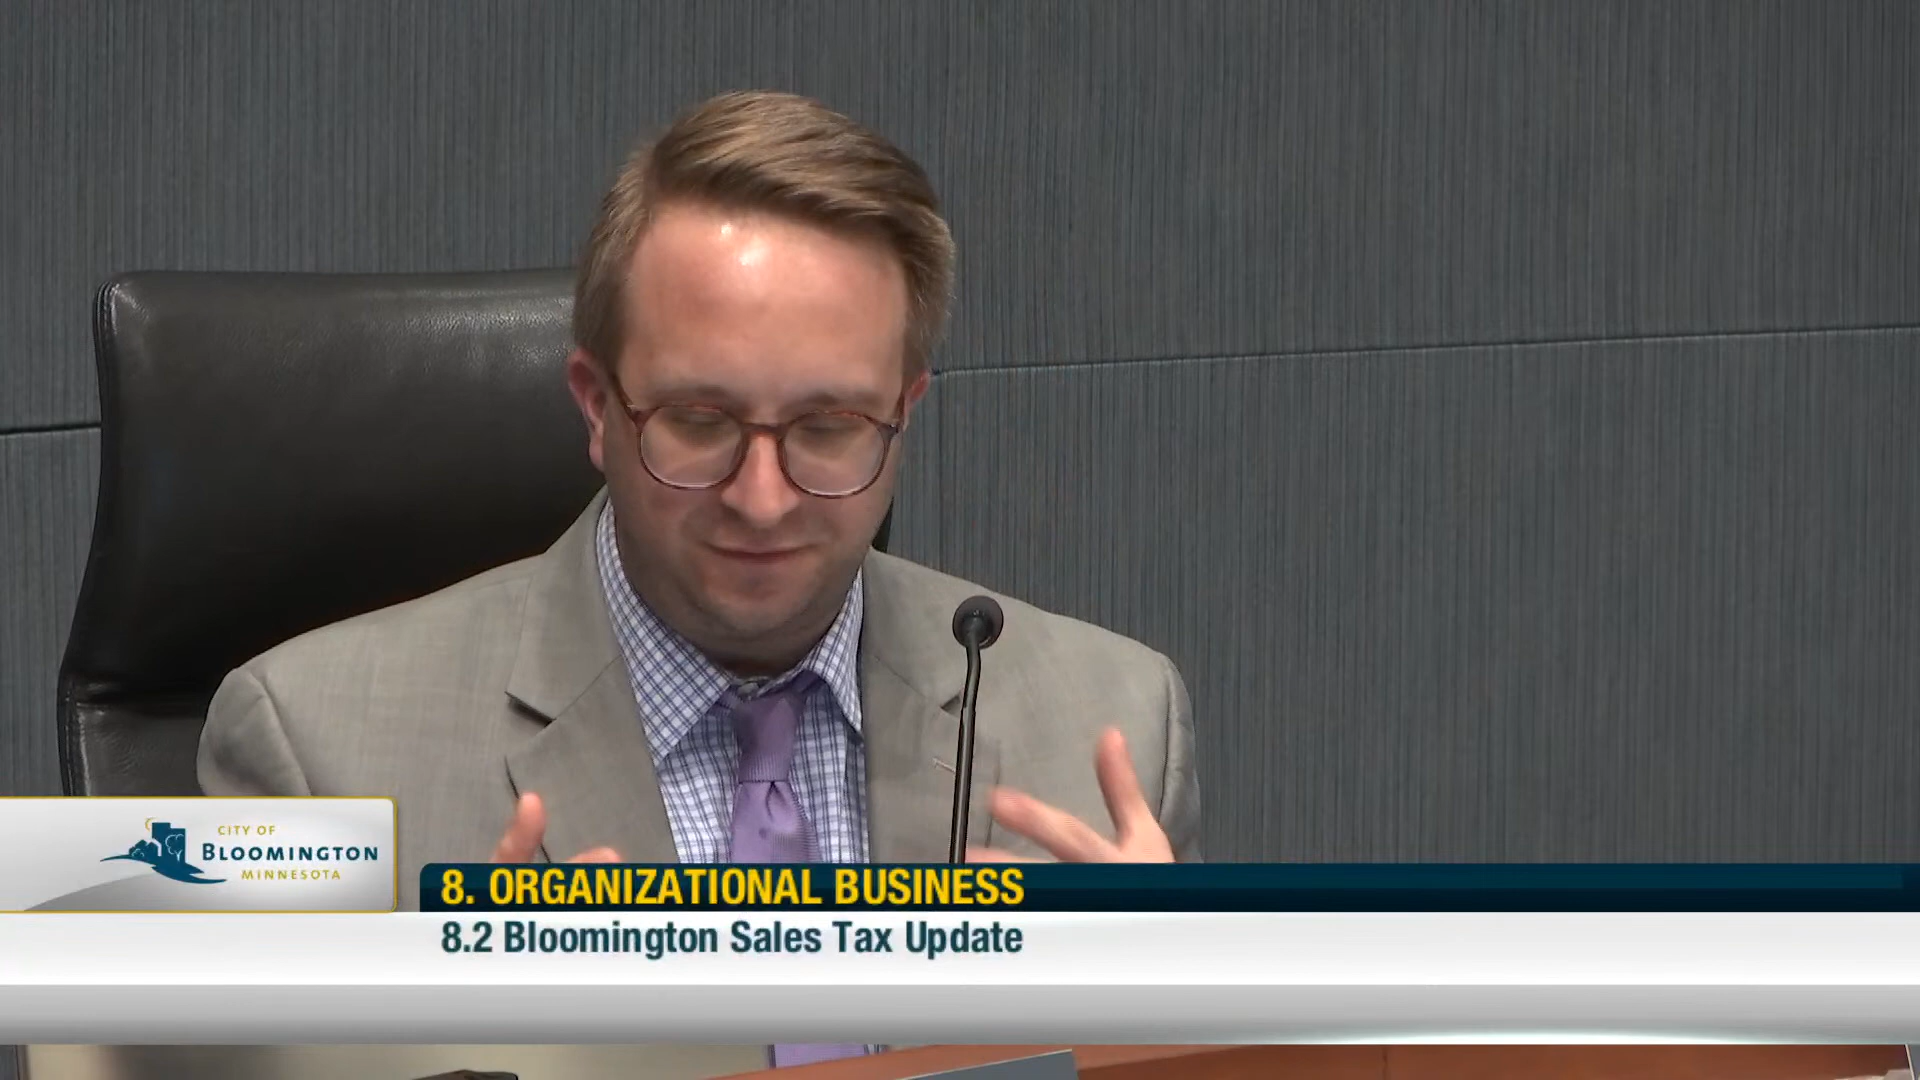 CITY OF
BLOOMINGTON
MINNESOTA
8. ORGANIZATIONAL BUSINESS
8.2 Bloomington Sales Tax Update